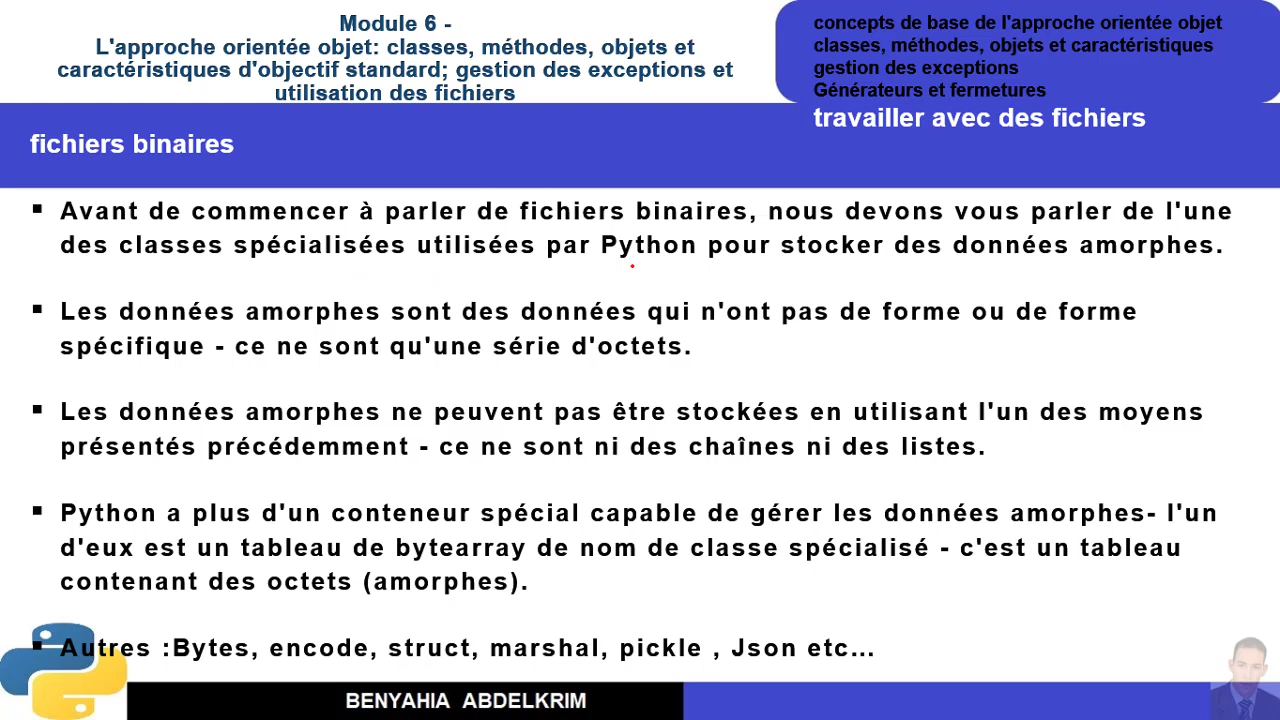 Module 6 -
L'approche orientée objet: classes, méthodes, objets et
caractéristiques d'objectif standard; gestion des exceptions et
utilisation des fichiers
concepts de base de l'approche orientée objet
classes, méthodes, objets et caractéristiques
gestion des exceptions
Générateurs et fermetures
travailler avec des fichiers
fichiers binaires
▪ Avant de commencer à parler de fichiers binaires, nous devons vous parler de l'une
des classes spécialisées utilisées par Python pour stocker des données amorphes.
▪ Les données amorphes sont des données qui n'ont pas de forme ou de forme
spécifique - ce ne sont qu'une série d'octets.
▪ Les données amorphes ne peuvent pas être stockées en utilisant l'un des moyens
présentés précédemment - ce ne sont ni des chaînes ni des listes.
▪ Python a plus d'un conteneur spécial capable de gérer les données amorphes- l'un
d'eux est un tableau de bytearray de nom de classe spécialisé - c'est un tableau
contenant des octets (amorphes).
▪ Autres :Bytes, encode, struct, marshal, pickle , Json etc...
BENYAHIA ABDELKRIM